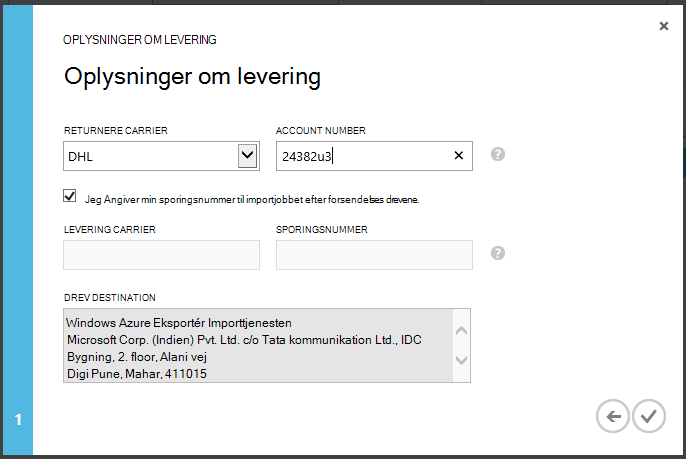 OPLYSNINGER OM LEVERING
Oplysninger om levering
RETURNERE CARRIER
ACCOUNT NUMBER
DHL
24382u3
Jeg Angiver min sporingsnummer til importjobbet efter forsendelses drevene.
LEVERING CARRIER
SPORINGSNUMMER
DREV DESTINATION
Windows Azure Eksportér Importtjenesten
Microsoft Corp. (Indien) Pvt. Ltd. c/o Tata kommunikation Ltd., IDC
Bygning, 2. floor, Alani vej
Digi Pune, Mahar, 411015
1